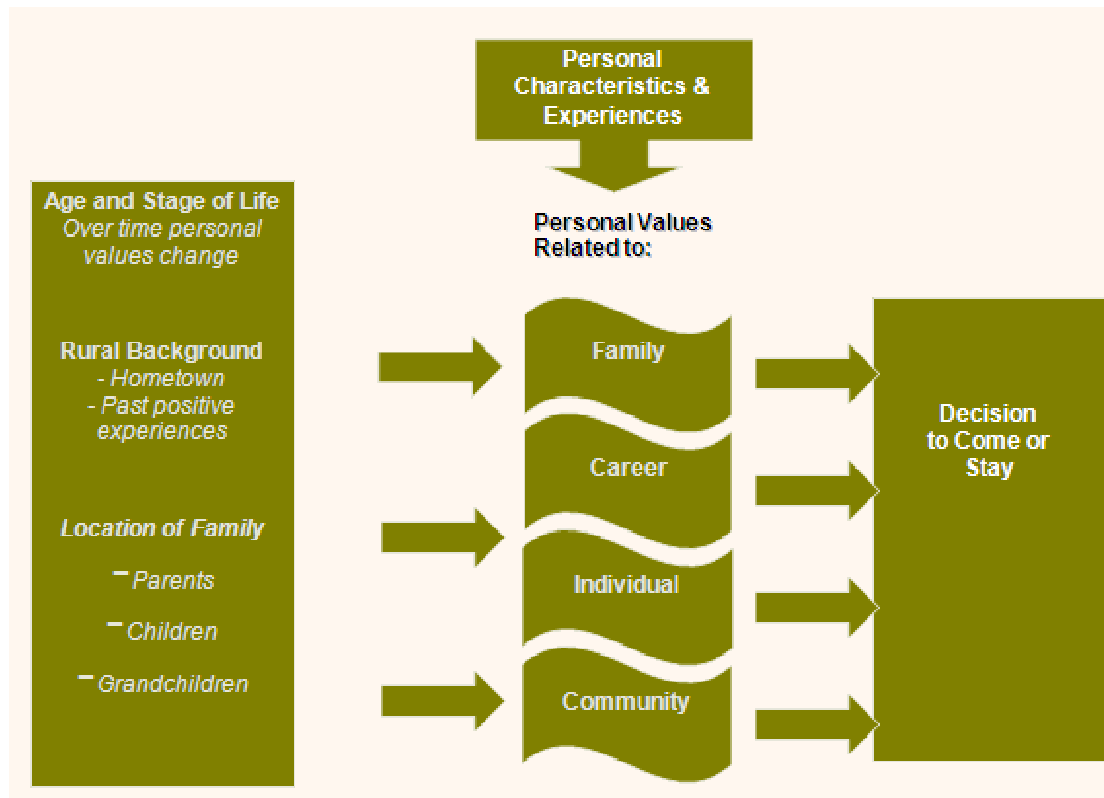 Personal
Characteristics &
Experiences
Personal Values
Related to:
Age and Stage of Life
Over time personal
values change
Rural Background
- Hometown
- Past positive
experiences
Location of Family
– Parents
– Children
– Grandchildren
Family
Career
Individual
Community
Decision
to Come or
Stay